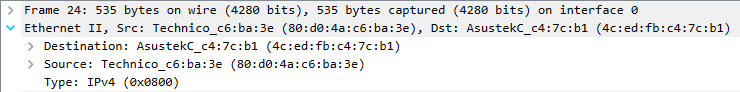 Frame 24: 535 bytes on wire (4280 bits), 535 bytes captured (4280 bits) on interface 0
Ethernet II, Src: Technico_c6:ba:3e (80:d0:4a:c6:ba:3e), Dst: AsustekC_c4:7c:b1 (4c:ed:fb:c4:7c:b1)
Destination: AsustekC_c4:7c:b1 (4c:ed:fb:c4:7c:b1)
Source: Technico_c6:ba:3e (80:d0:4a:c6:ba:3e)
Type: IPv4 (0x0800)